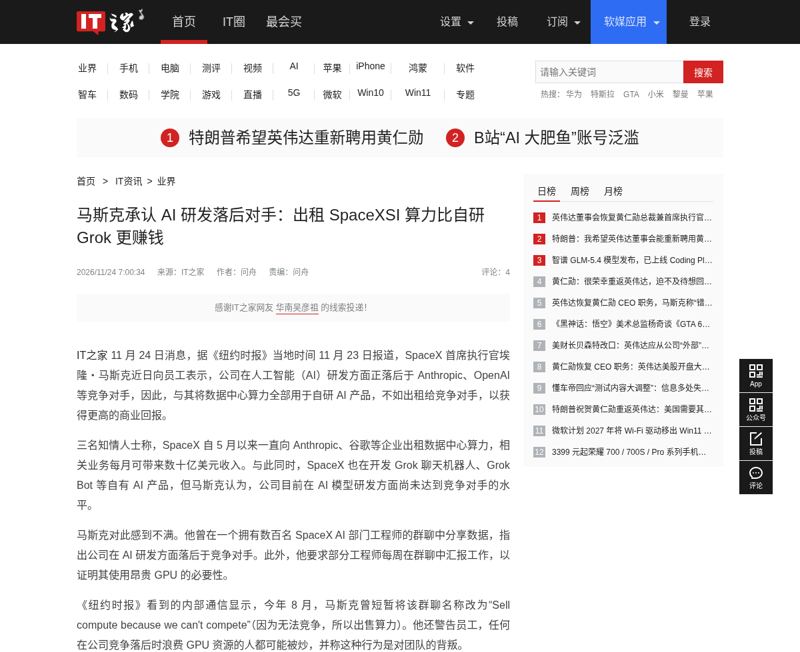 IT之家
首页 IT圈 最会买 设置 投稿 订阅 软媒应用 登录
业界 手机 电脑 测评 视频 AI 苹果 iPhone 鸿蒙 软件
智车 数码 学院 游戏 直播 5G 微软 Win10 Win11 专题
请输入关键词 搜索
热搜: 华为 特斯拉 GTA 小米 黎曼 苹果
1 特朗普希望英伟达重新聘用黄仁勋 2 B站“AI 大肥鱼”账号泛滥
首页 > IT资讯 > 业界
马斯克承认 AI 研发落后对手：出租 SpaceXSI 算力比自研
Grok 更赚钱
2026/11/24 7:00:34 来源：IT之家 作者：问舟 责编：问舟 评论：4
感谢IT之家网友 华南吴彦祖 的线索投递！
IT之家 11 月 24 日消息，据《纽约时报》当地时间 11 月 23 日报道，SpaceX 首席执行官埃
隆・马斯克近日向员工表示，公司在人工智能（AI）研发方面正落后于 Anthropic、OpenAI
等竞争对手，因此，与其将数据中心算力全部用于自研 AI 产品，不如出租给竞争对手，以获
得更高的商业回报。
三名知情人士称，SpaceX 自 5 月以来一直向 Anthropic、谷歌等企业出租数据中心算力，相
关业务每月可带来数十亿美元收入。与此同时，SpaceX 也在开发 Grok 聊天机器人、Grok
Bot 等自有 AI 产品，但马斯克认为，公司目前在 AI 模型研发方面尚未达到竞争对手的水
平。
马斯克对此感到不满。他曾在一个拥有数百名 SpaceX AI 部门工程师的群聊中分享数据，指
出公司在 AI 研发方面落后于竞争对手。此外，他要求部分工程师每周在群聊中汇报工作，以
证明其使用昂贵 GPU 的必要性。
《纽约时报》看到的内部通信显示，今年 8 月，马斯克曾短暂将该群聊名称改为“Sell
compute because we can't compete”（因为无法竞争，所以出售算力）。他还警告员工，任何
在公司竞争落后时浪费 GPU 资源的人都可能被炒，并称这种行为是对团队的背叛。
日榜 周榜 月榜
1 英伟达董事会恢复黄仁勋总裁兼首席执行官...
2 特朗普：我希望英伟达董事会能重新聘用黄...
3 智谱 GLM-5.4 模型发布，已上线 Coding Pl...
4 黄仁勋：很荣幸重返英伟达，迫不及待想回...
5 英伟达恢复黄仁勋 CEO 职务，马斯克称“错...
6 《黑神话：悟空》美术总监杨奇谈《GTA 6...
7 美财长贝森特改口：英伟达应从公司“外部”...
8 黄仁勋恢复 CEO 职务：英伟达美股开盘大...
9 懂车帝回应“测试内容大调整”：信息多处失...
10 特朗普祝贺黄仁勋重返英伟达：美国需要其...
11 微软计划 2027 年将 Wi-Fi 驱动移出 Win11 ...
12 3399 元起荣耀 700 / 700S / Pro 系列手机...
App
公众号
投稿
评论